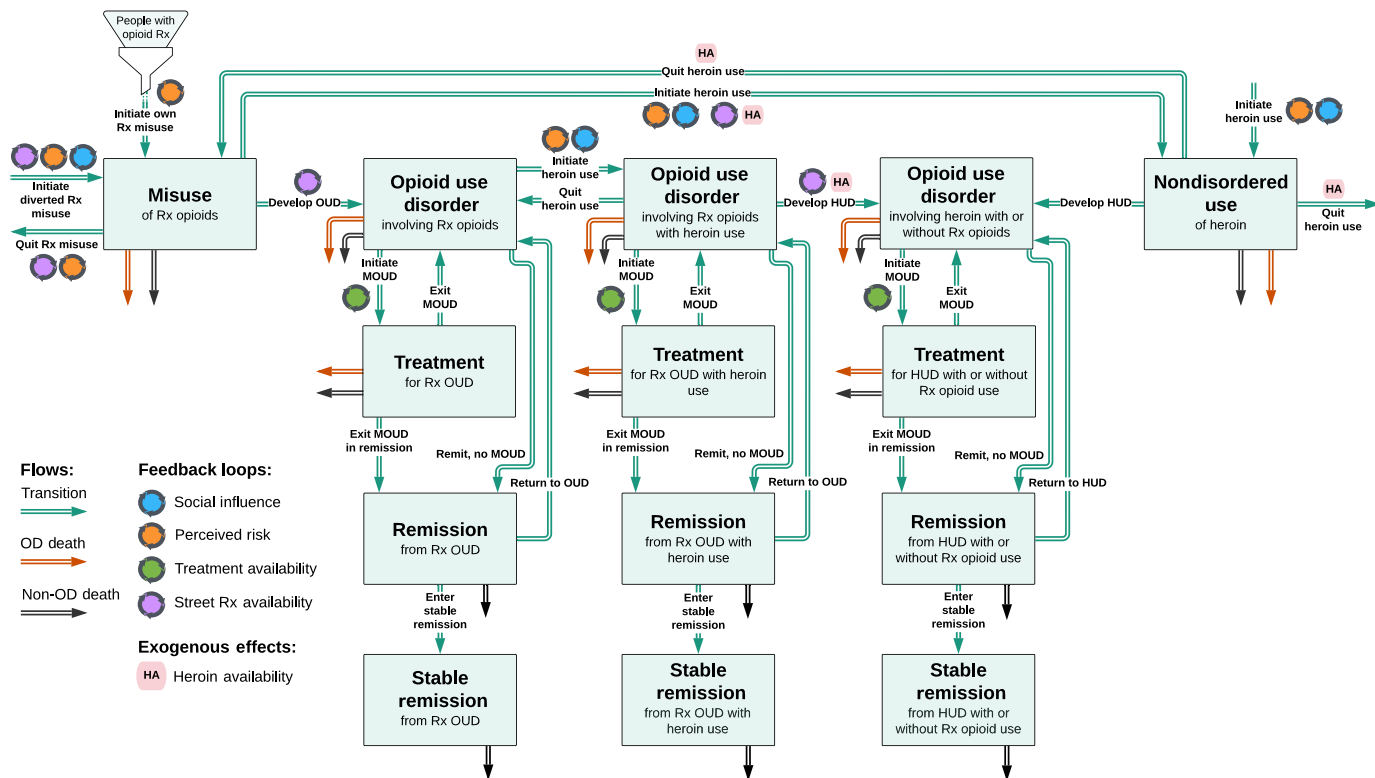 People with
opioid Rx
Initiate own
Rx misuse
HA
Quit heroin use
Initiate heroin use
HA
Initiate
heroin use
Initiate
diverted Rx
misuse
Quit Rx misuse
Misuse
of Rx opioids
Develop OUD
Opioid use
disorder
involving Rx opioids
Initiate
heroin use
Quit
heroin use
Opioid use
disorder
involving Rx opioids
with heroin use
HA
Develop HUD
Opioid use
disorder
involving heroin with or
without Rx opioids
Develop HUD
Nondisordered
use
of heroin
HA
Quit
heroin use
Initiate
MOUD
Exit
MOUD
Initiate
MOUD
Exit
MOUD
Initiate
MOUD
Exit
MOUD
Treatment
for Rx OUD
Treatment
for Rx OUD with heroin
use
Treatment
for HUD with or without
Rx opioid use
Exit MOUD
in remission
Remit, no MOUD
Return to OUD
Exit MOUD
in remission
Remit, no MOUD
Return to OUD
Exit MOUD
in remission
Remit, no MOUD
Return to HUD
Remission
from Rx OUD
Remission
from Rx OUD with
heroin use
Remission
from HUD with or
without Rx opioid use
Enter
stable
remission
Enter
stable
remission
Enter
stable
remission
Stable
remission
from Rx OUD
Stable
remission
from Rx OUD with
heroin use
Stable
remission
from HUD with or
without Rx opioid use
Flows:
Transition
OD death
Non-OD death
Feedback loops:
Social influence
Perceived risk
Treatment availability
Street Rx availability
Exogenous effects:
HA
Heroin availability